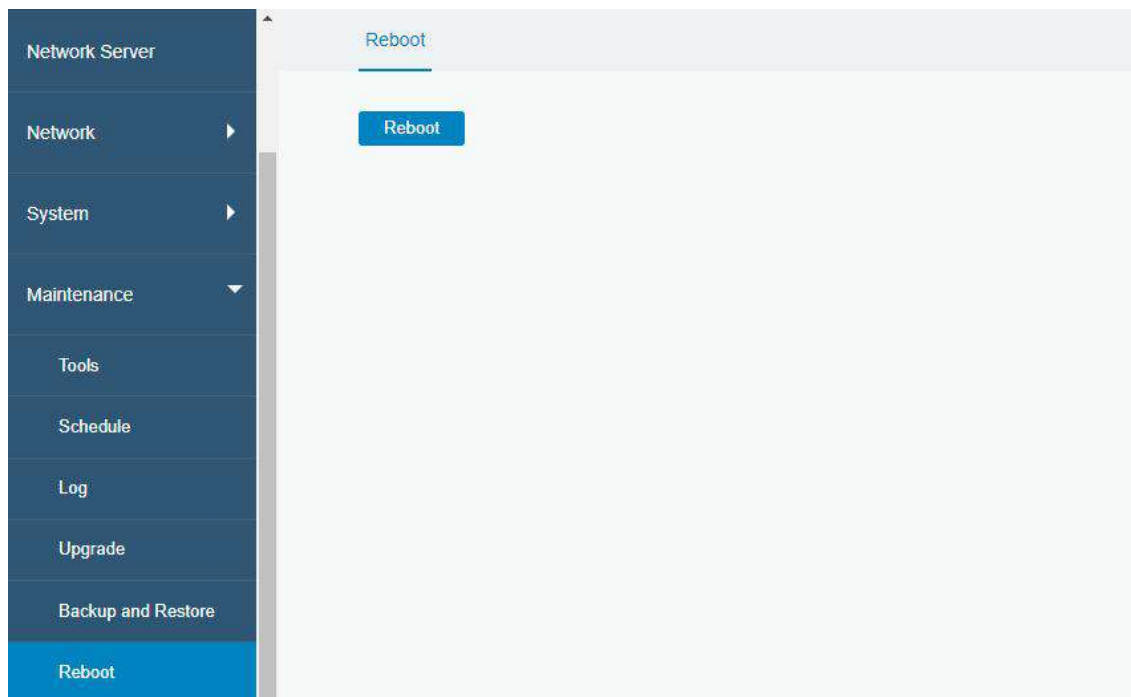 Network Server
Network
System
Maintenance
Tools
Schedule
Log
Upgrade
Backup and Restore
Reboot
Reboot
Reboot